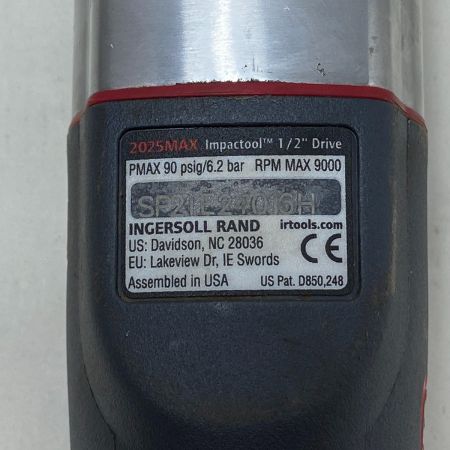 2025MAX Impactool™ 1/2" Drive
PMAX 90 psig/6.2 bar RPM MAX 9000
INGERSOLL RAND irtools.com
US: Davidson, NC 28036
EU: Lakeview Dr, IE Swords CE
Assembled in USA US Pat. D850,248